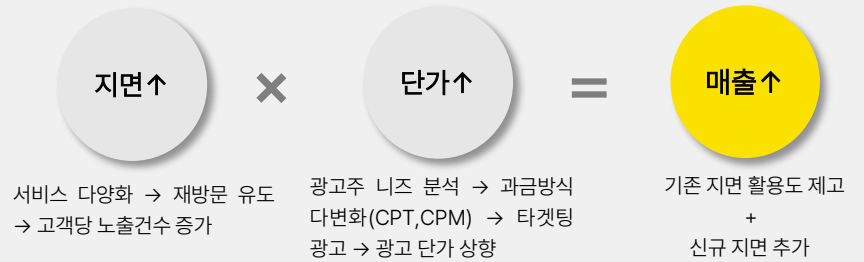 지면↑
×
단가↑
=
매출↑
서비스 다양화 → 재방문 유도
→ 고객당 노출건수 증가
광고주 니즈 분석 → 과금방식
다변화(CPT,CPM) → 타겟팅
광고 → 광고 단가 상향
기존 지면 활용도 제고
+
신규 지면 추가